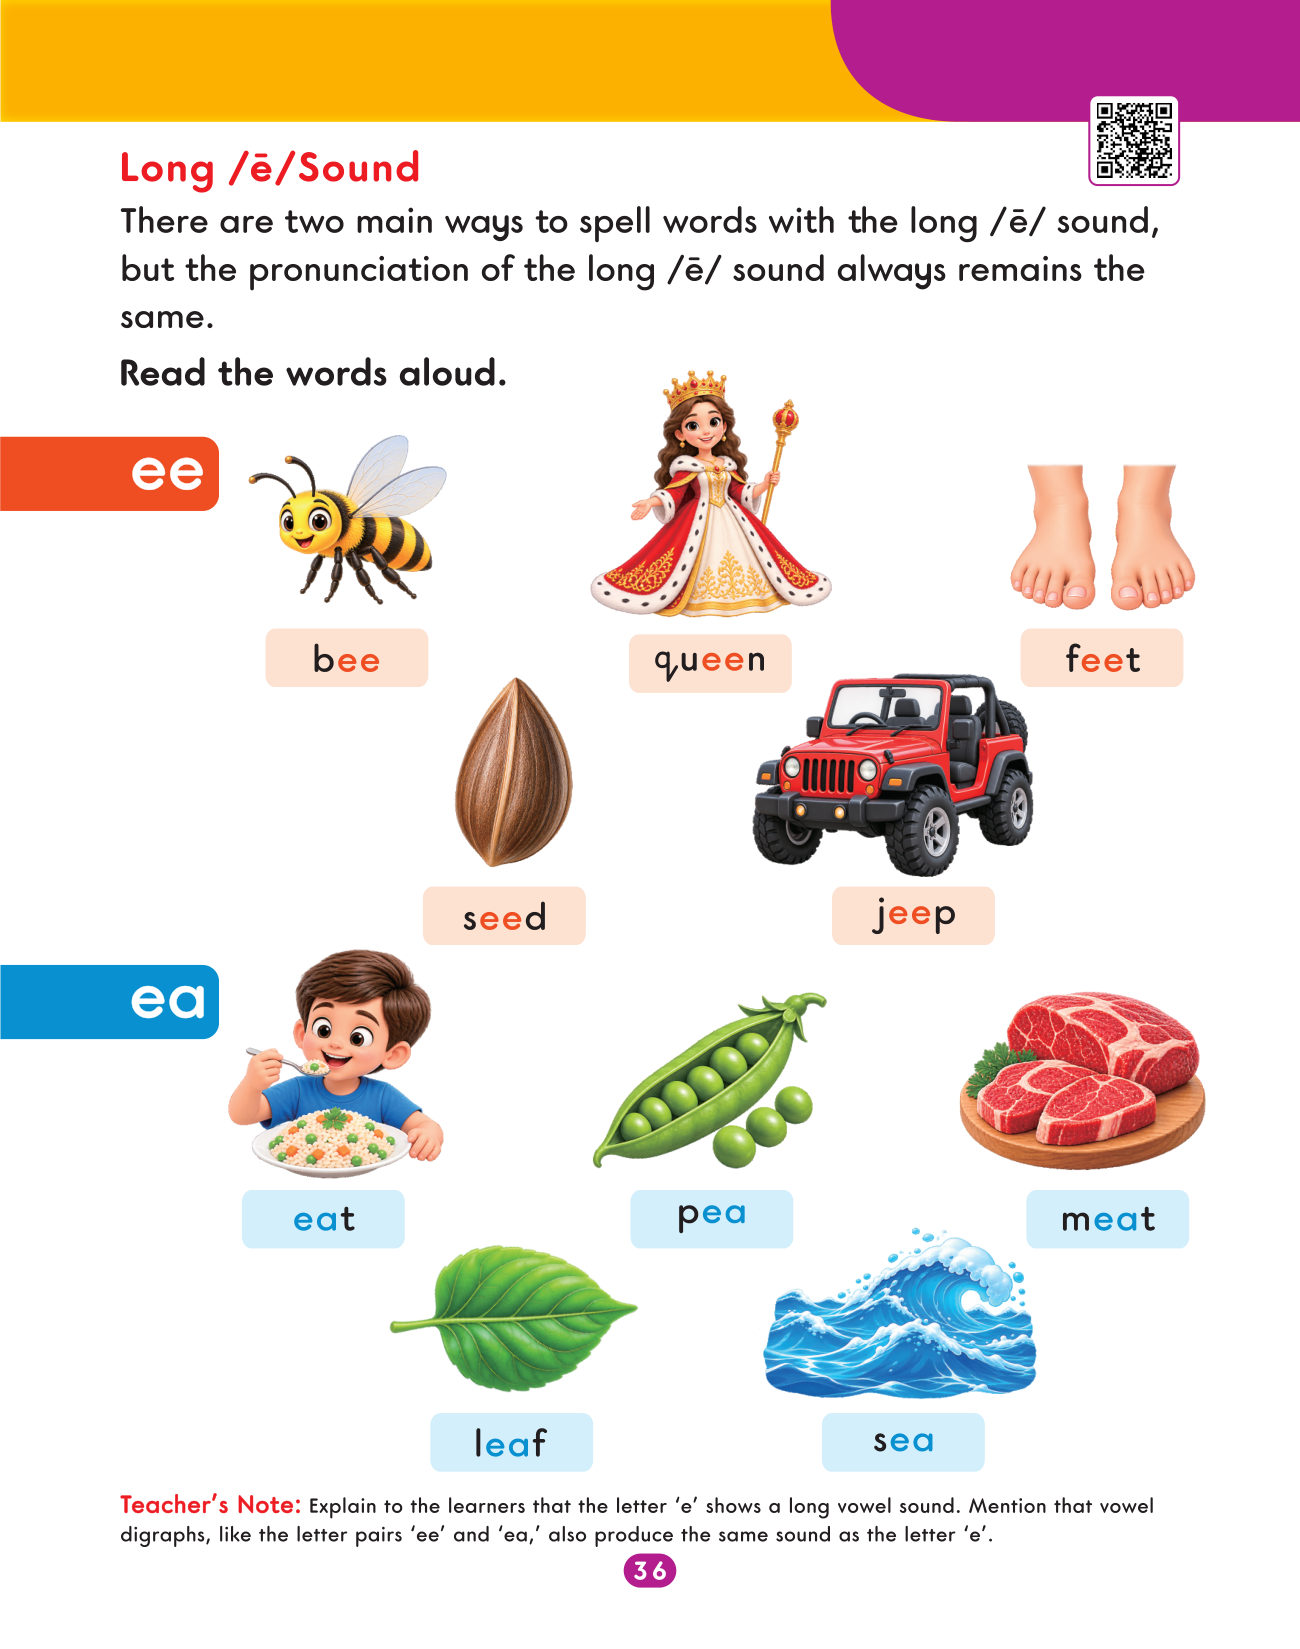 Long /ē/Sound
There are two main ways to spell words with the long /ē/ sound,
but the pronunciation of the long /ē/ sound always remains the
same.
Read the words aloud.
ee
bee
queen
feet
seed
jeep
ea
eat
pea
meat
leaf
sea
Teacher's Note: Explain to the learners that the letter ‘e’ shows a long vowel sound. Mention that vowel
digraphs, like the letter pairs ‘ee’ and ‘ea,’ also produce the same sound as the letter ‘e’.
36